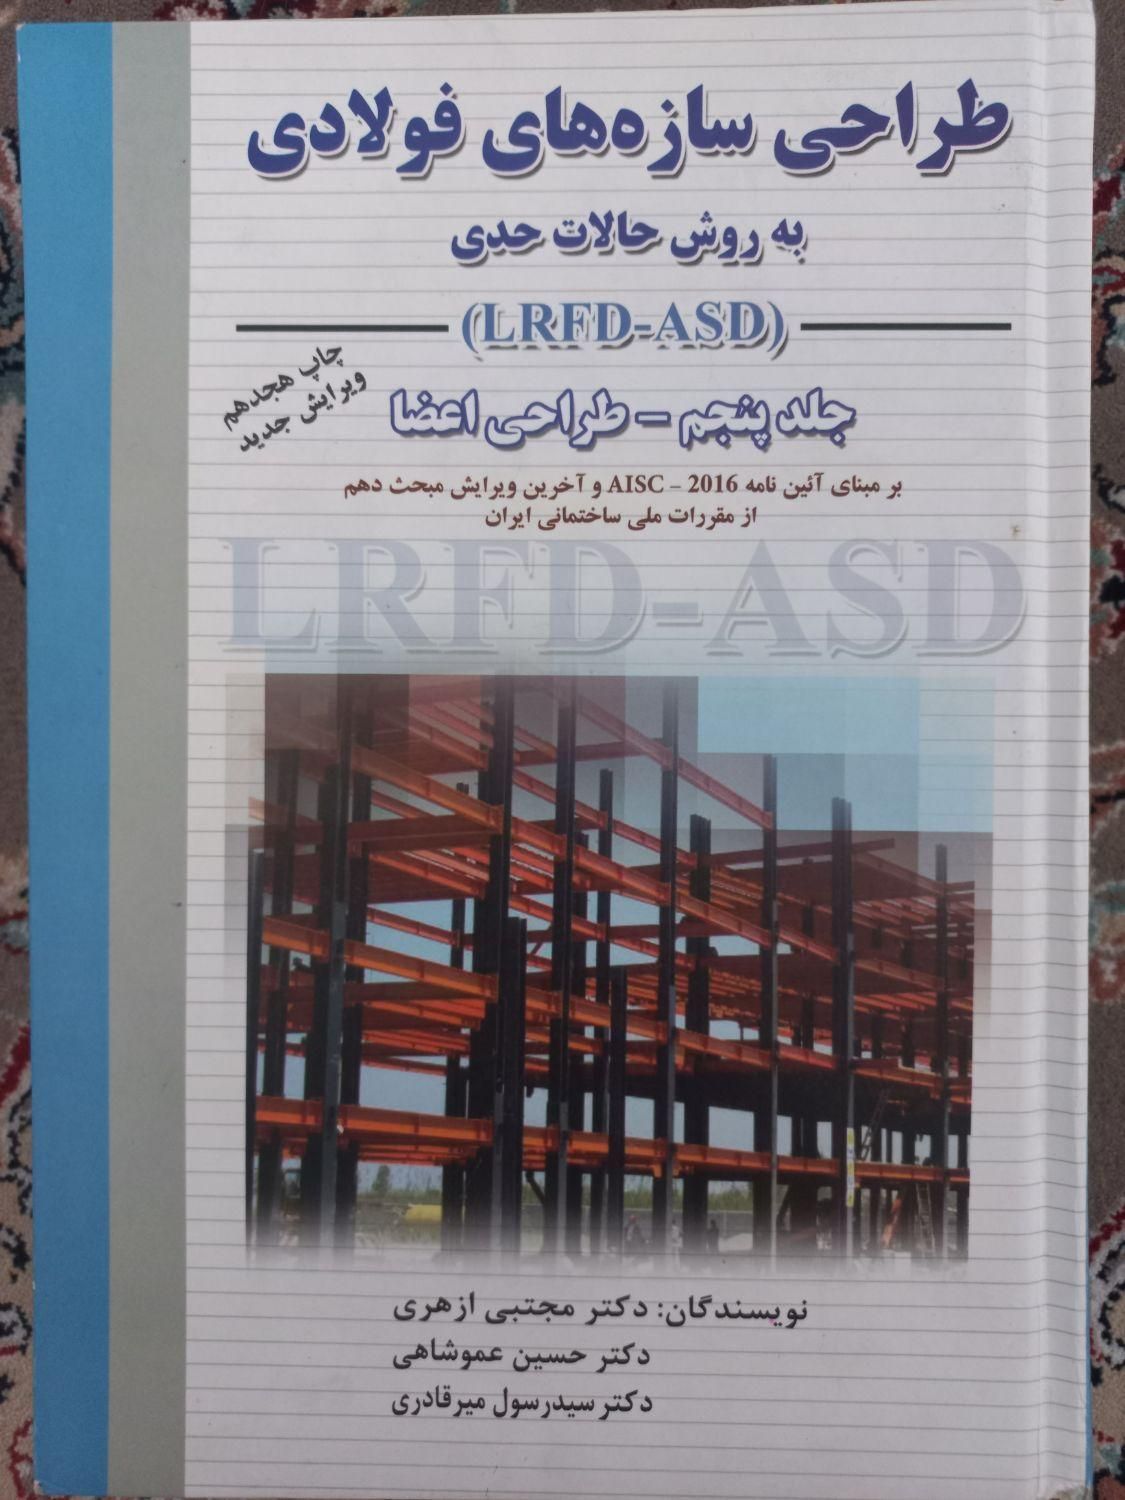 طراحی سازه‌های فولادی
به روش حالات حدی
(LRFD-ASD)
چاپ هجدهم
ویرایش جدید
جلد پنجم - طراحی اعضا
بر مبنای آئین نامه AISC - 2016 و آخرین ویرایش مبحث دهم
از مقررات ملی ساختمانی ایران
LRFD-ASD
نویسندگان: دکتر مجتبی ازهری
دکتر حسین عموشاهی
دکتر سیدرسول میرقادری